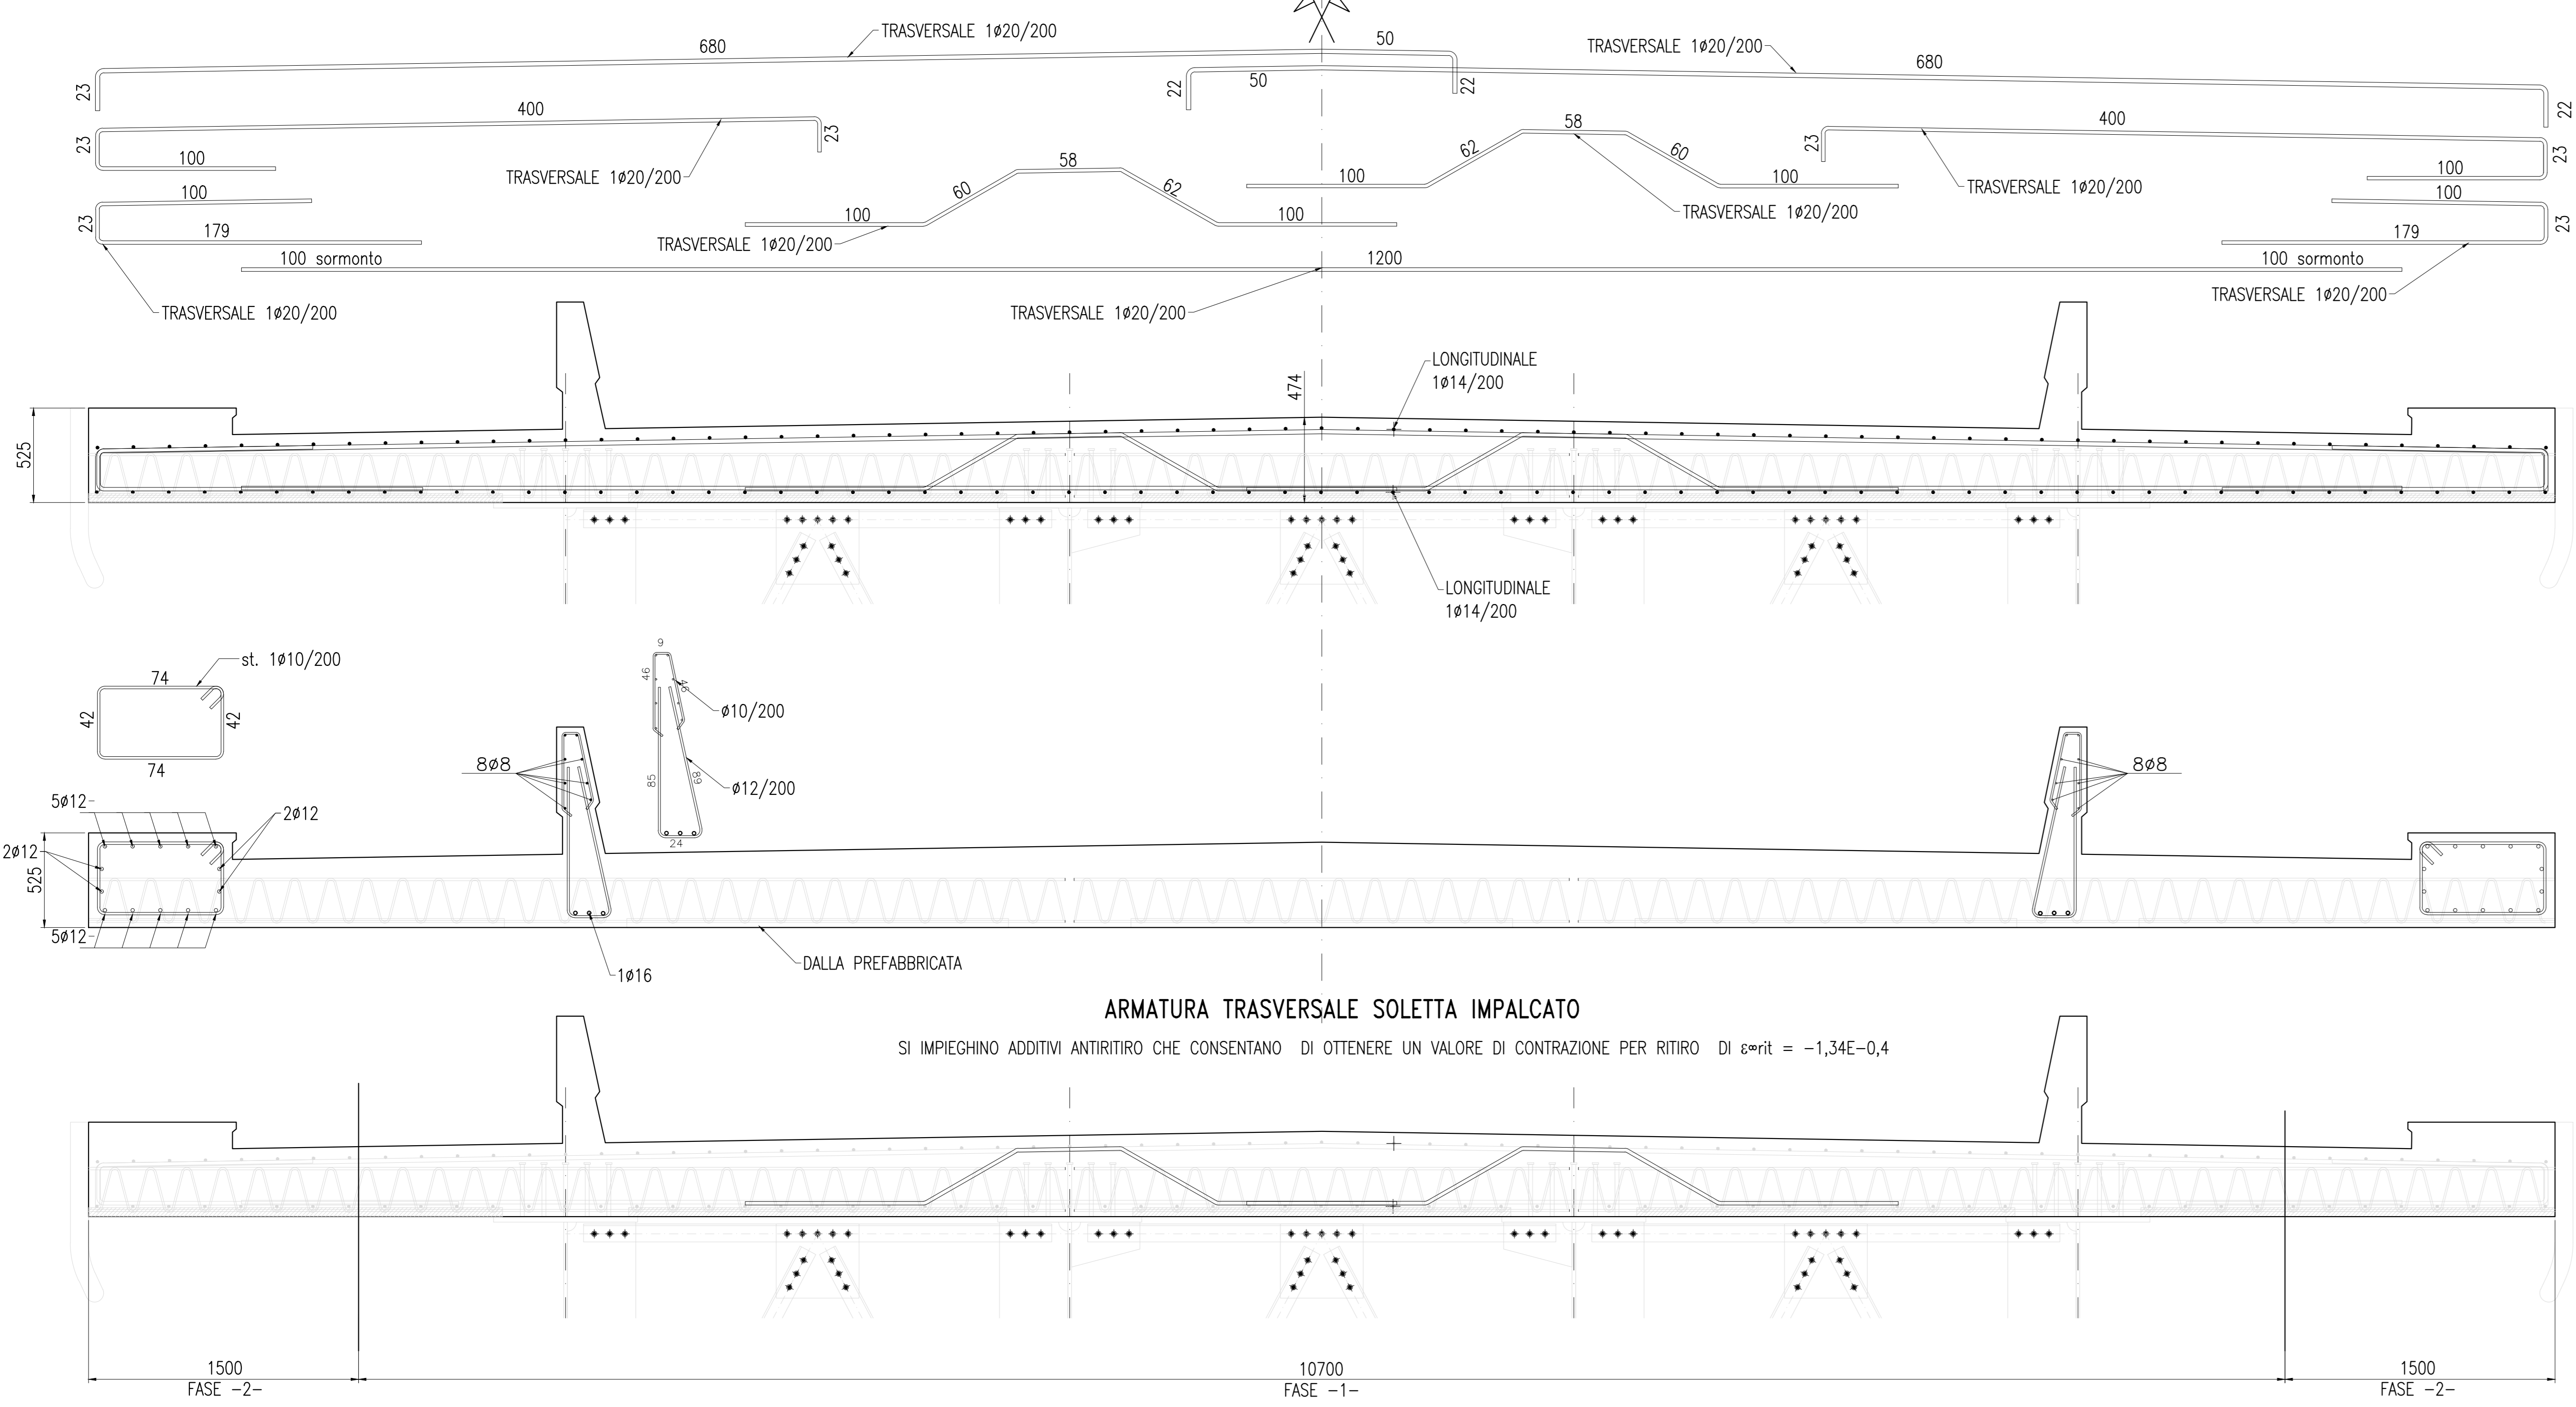 TRASVERSALE 1ø20/200
680
50
TRASVERSALE 1ø20/200
680
23
50
22
22
22
400
58
400
23
23
100
TRASVERSALE 1ø20/200
58
62
60
100
100
23
23
100
TRASVERSALE 1ø20/200
100
60
62
TRASVERSALE 1ø20/200
100
23
179
100
100
TRASVERSALE 1ø20/200
179
23
100 sormonto
1200
100 sormonto
TRASVERSALE 1ø20/200
TRASVERSALE 1ø20/200
TRASVERSALE 1ø20/200
LONGITUDINALE
1ø14/200
474
525
LONGITUDINALE
1ø14/200
st. 1ø10/200
74
42
42
74
9
46
46
ø10/200
ø12/200
85
89
24
8ø8
8ø8
5ø12
2ø12
2ø12
525
5ø12
1ø16
DALLA PREFABBRICATA
ARMATURA TRASVERSALE SOLETTA IMPALCATO
SI IMPIEGHINO ADDITIVI ANTIRITIRO CHE CONSENTANO DI OTTENERE UN VALORE DI CONTRAZIONE PER RITIRO DI ε∞rit = -1,34E-0,4
1500
10700
1500
FASE -2-
FASE -1-
FASE -2-